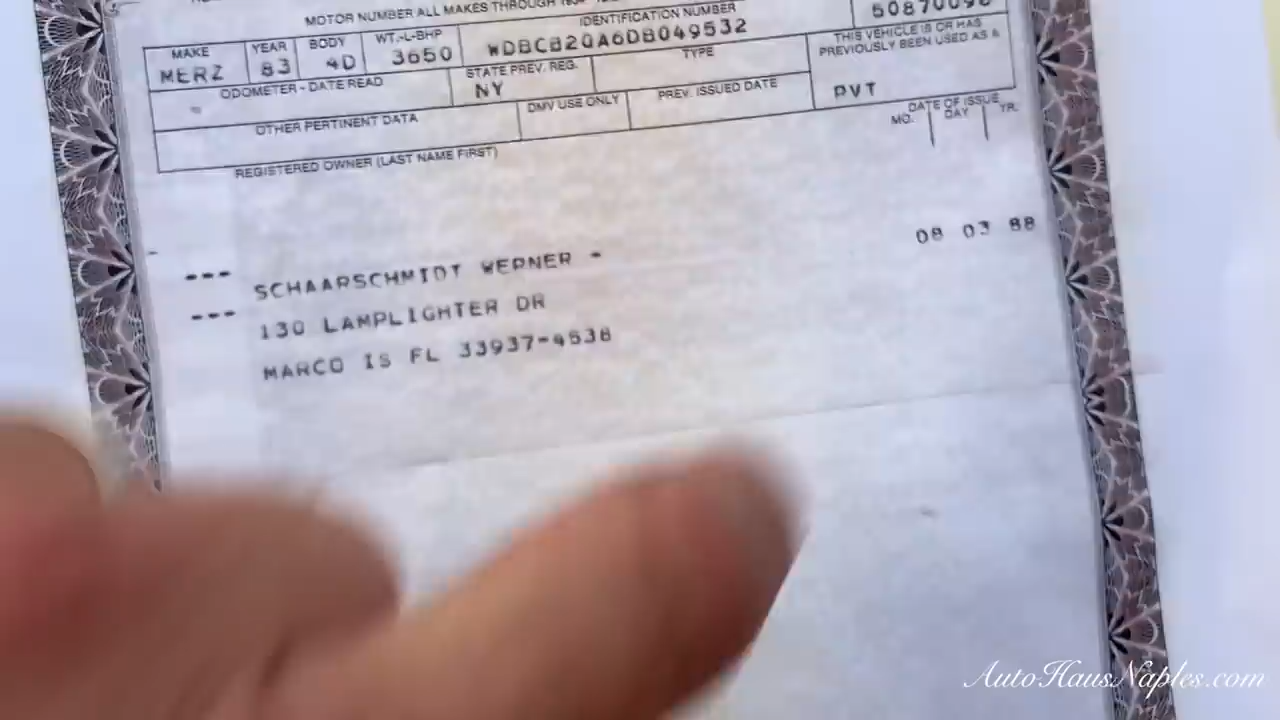 MOTOR NUMBER ALL MAKES THROUGH
IDENTIFICATION NUMBER
MAKE YEAR BODY WT.-L-BHP
MERZ 83 4D 3650 WDBCB20A6DB049532
THIS VEHICLE IS OR HAS
PREVIOUSLY BEEN USED AS A
ODOMETER - DATE READ STATE PREV. REG. TYPE
NY PVT
OTHER PERTINENT DATA DMV USE ONLY PREV. ISSUED DATE
DATE OF ISSUE
MO. DAY YR.
REGISTERED OWNER (LAST NAME FIRST)
08 03 88
--- SCHAARSCHMIDT WERNER -
--- 130 LAMPLIGHTER DR
MARCO IS FL 33937-4538
AutoHausNaples.com